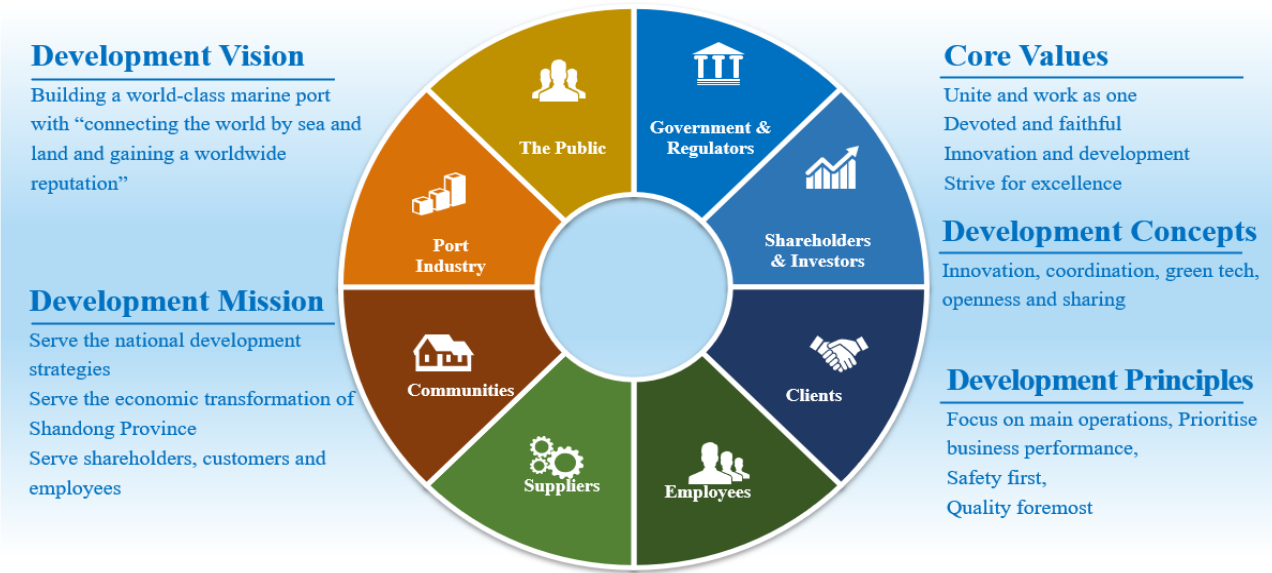 Development Vision
Building a world-class marine port
with “connecting the world by sea and
land and gaining a worldwide
reputation”
Development Mission
Serve the national development
strategies
Serve the economic transformation of
Shandong Province
Serve shareholders, customers and
employees
The Public
Government &
Regulators
Shareholders
& Investors
Clients
Employees
Suppliers
Communities
Port
Industry
Core Values
Unite and work as one
Devoted and faithful
Innovation and development
Strive for excellence
Development Concepts
Innovation, coordination, green tech,
openness and sharing
Development Principles
Focus on main operations, Prioritise
business performance,
Safety first,
Quality foremost